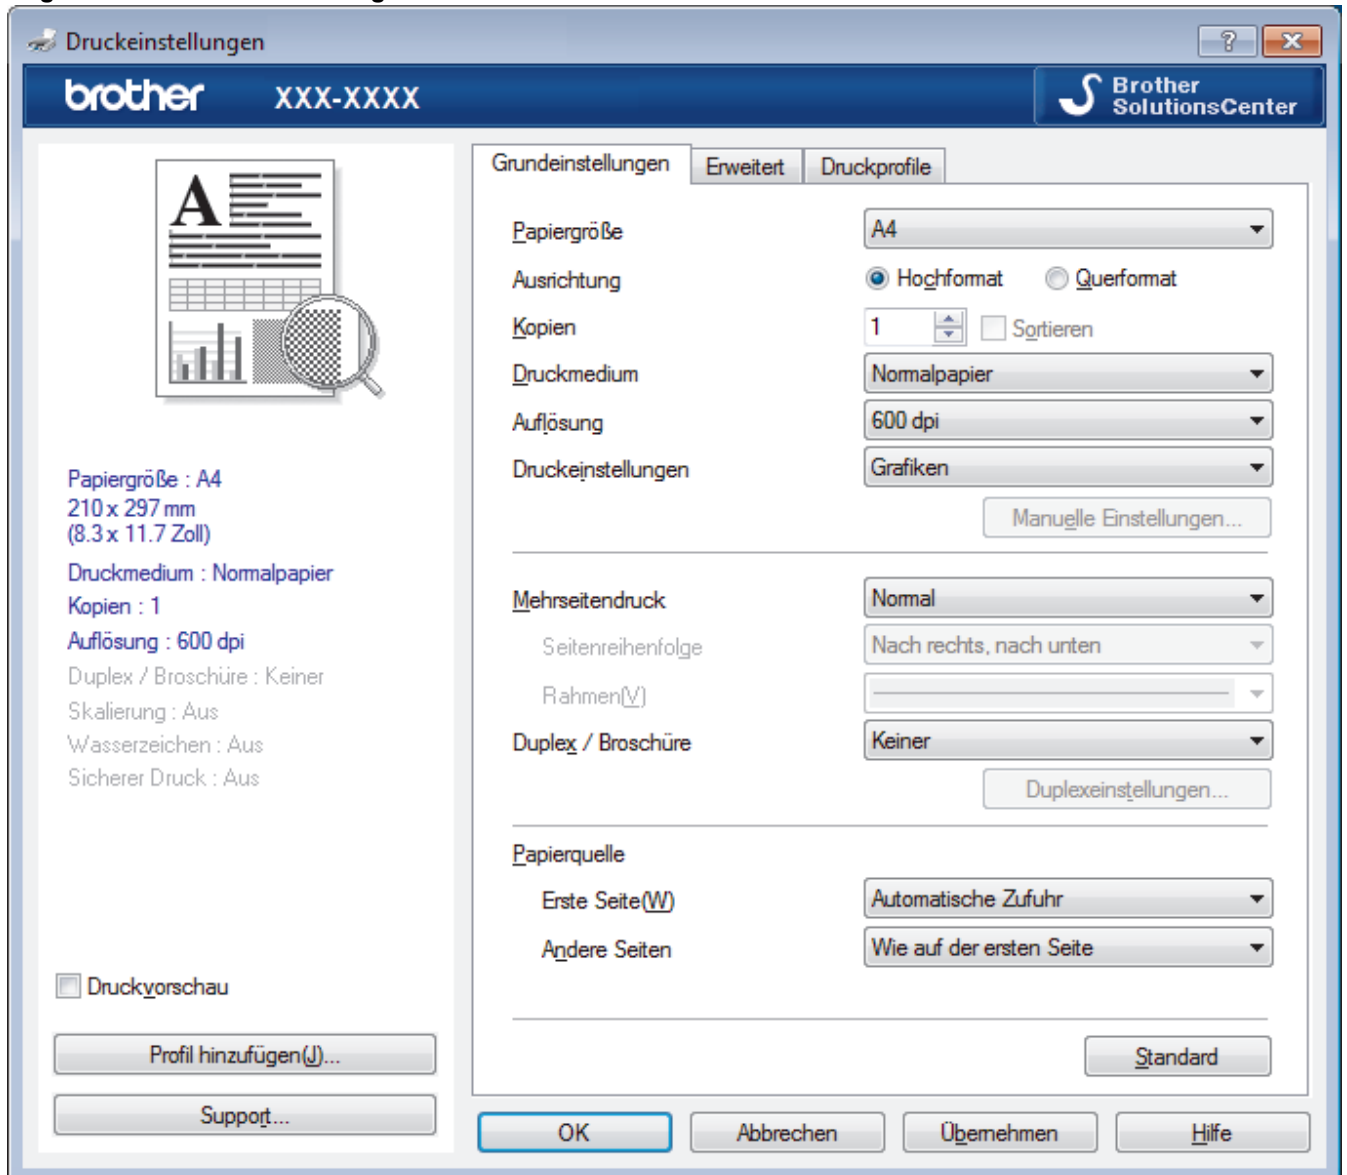 Druckeinstellungen
brother XXX-XXXX
Brother
SolutionsCenter
A
Papiergröße : A4
210 x 297 mm
(8.3 x 11.7 Zoll)
Druckmedium : Normalpapier
Kopien : 1
Auflösung : 600 dpi
Duplex / Broschüre : Keiner
Skalierung : Aus
Wasserzeichen : Aus
Sicherer Druck : Aus
Druckvorschau
Profil hinzufügen(J)...
Support...
Grundeinstellungen Erweitert Druckprofile
Papiergröße A4
Ausrichtung Hochformat Querformat
Kopien 1 Sortieren
Druckmedium Normalpapier
Auflösung 600 dpi
Druckeinstellungen Grafiken
Manuelle Einstellungen...
Mehrseitendruck Normal
Seitenreihenfolge Nach rechts, nach unten
Rahmen(V)
Duplex / Broschüre Keiner
Duplexeinstellungen...
Papierquelle
Erste Seite(W) Automatische Zufuhr
Andere Seiten Wie auf der ersten Seite
Standard
OK Abbrechen Übernehmen Hilfe